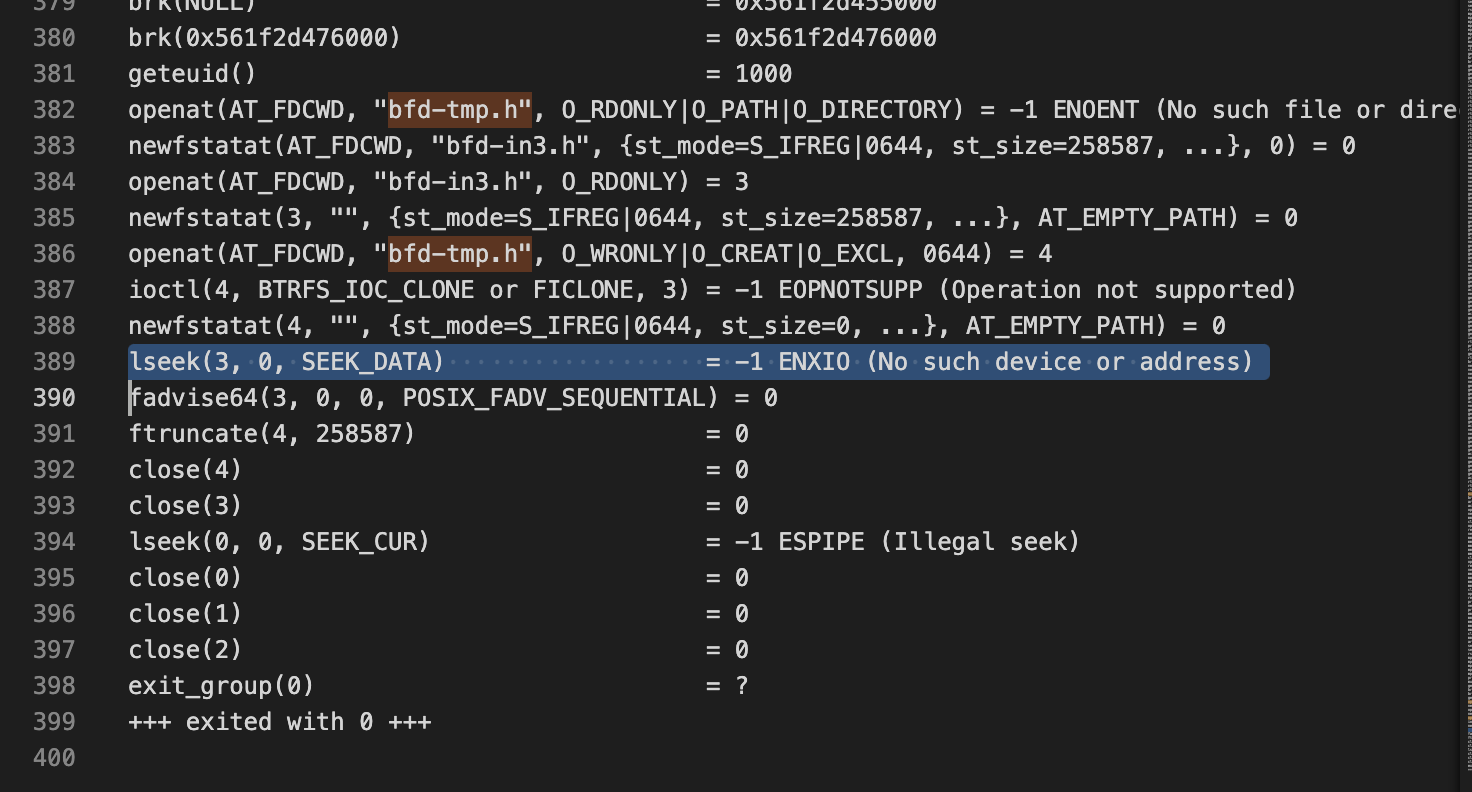 379 brk(NULL) = 0x561f2d455000
380 brk(0x561f2d476000) = 0x561f2d476000
381 geteuid() = 1000
382 openat(AT_FDCWD, "bfd-tmp.h", O_RDONLY|O_PATH|O_DIRECTORY) = -1 ENOENT (No such file or dire
383 newfstatat(AT_FDCWD, "bfd-in3.h", {st_mode=S_IFREG|0644, st_size=258587, ...}, 0) = 0
384 openat(AT_FDCWD, "bfd-in3.h", O_RDONLY) = 3
385 newfstatat(3, "", {st_mode=S_IFREG|0644, st_size=258587, ...}, AT_EMPTY_PATH) = 0
386 openat(AT_FDCWD, "bfd-tmp.h", O_WRONLY|O_CREAT|O_EXCL, 0644) = 4
387 ioctl(4, BTRFS_IOC_CLONE or FICLONE, 3) = -1 EOPNOTSUPP (Operation not supported)
388 newfstatat(4, "", {st_mode=S_IFREG|0644, st_size=0, ...}, AT_EMPTY_PATH) = 0
389 lseek(3, 0, SEEK_DATA) = -1 ENXIO (No such device or address)
390 fadvise64(3, 0, 0, POSIX_FADV_SEQUENTIAL) = 0
391 ftruncate(4, 258587) = 0
392 close(4) = 0
393 close(3) = 0
394 lseek(0, 0, SEEK_CUR) = -1 ESPIPE (Illegal seek)
395 close(0) = 0
396 close(1) = 0
397 close(2) = 0
398 exit_group(0) = ?
399 +++ exited with 0 +++
400